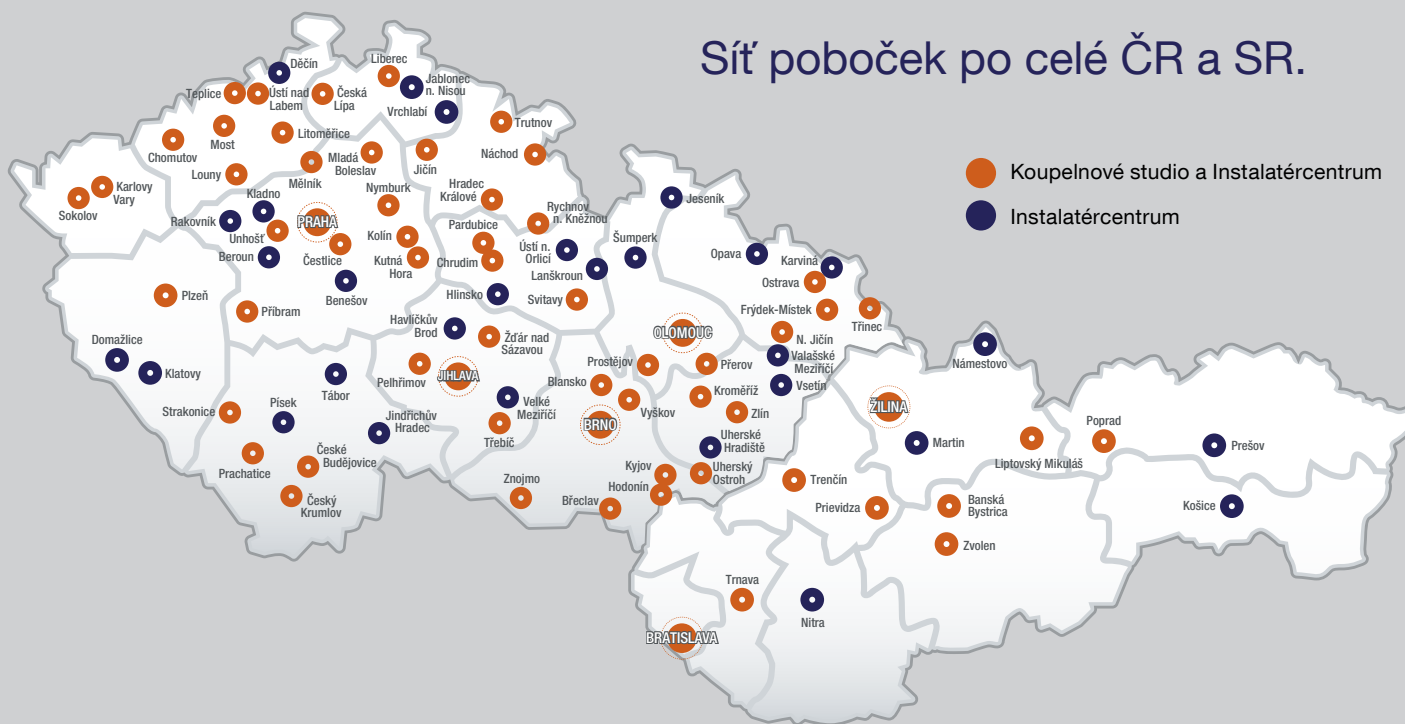 Síť poboček po celé ČR a SR.
Koupelnové studio a Instalatércentrum
Instalatércentrum
Děčín
Liberec
Jablonec
n. Nisou
Teplice
Ústí nad
Labem
Česká
Lípa
Vrchlabí
Trutnov
Most
Litoměřice
Chomutov
Mladá
Boleslav
Jičín
Náchod
Louny
Mělník
Karlovy
Vary
Sokolov
Kladno
Nymburk
Hradec
Králové
Jeseník
Rakovník
PRAHA
Rychnov
n. Kněžnou
Unhošť
Kolín
Pardubice
Šumperk
Beroun
Čestlice
Kutná
Hora
Chrudim
Ústí n.
Orlicí
Lanškroun
Opava
Karviná
Ostrava
Benešov
Hlinsko
Svitavy
Plzeň
Příbram
Frýdek-Místek
Třinec
Havlíčkův
Brod
Žďár nad
Sázavou
OLOMOUC
N. Jičín
Domažlice
Klatovy
Prostějov
Přerov
Valašské
Meziříčí
Námestovo
Pelhřimov
JIHLAVA
Blansko
Vsetín
Tábor
Velké
Meziříčí
Vyškov
Kroměříž
Zlín
ŽILINA
Strakonice
Písek
Jindřichův
Hradec
Třebíč
BRNO
Uherské
Hradiště
Martin
Poprad
Prešov
Prachatice
České
Budějovice
Liptovský Mikuláš
Kyjov
Uherský
Ostroh
Trenčín
Znojmo
Hodonín
Český
Krumlov
Břeclav
Prievidza
Banská
Bystrica
Košice
Zvolen
Trnava
Nitra
BRATISLAVA